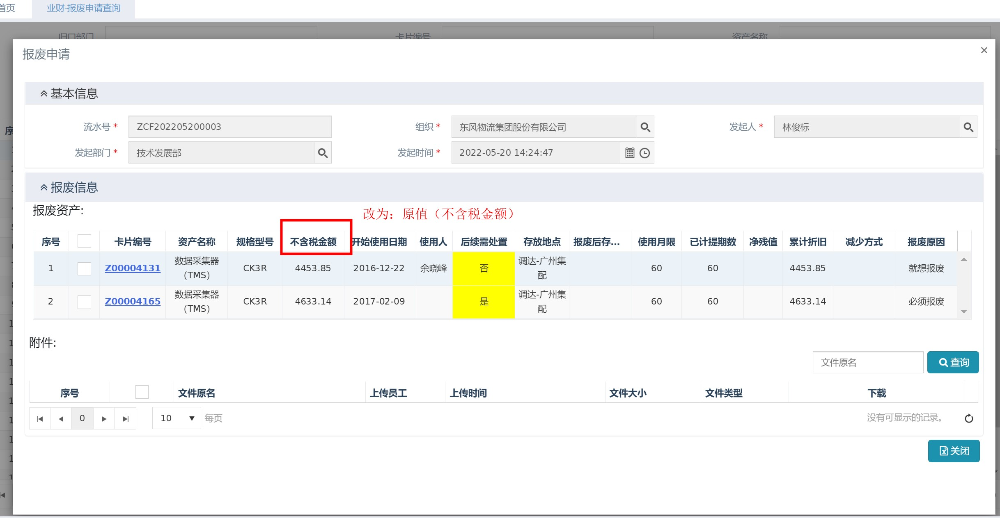 首页 业财-报废申请查询
归口部门 卡片编号 资产名称
报废申请 ×
基本信息
流水号 * ZCF202205200003 组织 * 东风物流集团股份有限公司 发起人 * 林俊标
发起部门 * 技术发展部 发起时间 * 2022-05-20 14:24:47
报废信息
报废资产:
改为：原值（不含税金额）
序号 卡片编号 资产名称 规格型号 不含税金额 开始使用日期 使用人 后续需处置 存放地点 报废后存... 使用月限 已计提期数 净残值 累计折旧 减少方式 报废原因
1 Z00004131 数据采集器（TMS） CK3R 4453.85 2016-12-22 余晓峰 否 调达-广州集配 60 60 4453.85 就想报废
2 Z00004165 数据采集器（TMS） CK3R 4633.14 2017-02-09 是 调达-广州集配 60 60 4633.14 必须报废
附件:
文件原名 查询
序号 文件原名 上传员工 上传时间 文件大小 文件类型 下载
0 10 每页 没有可显示的记录。
关闭